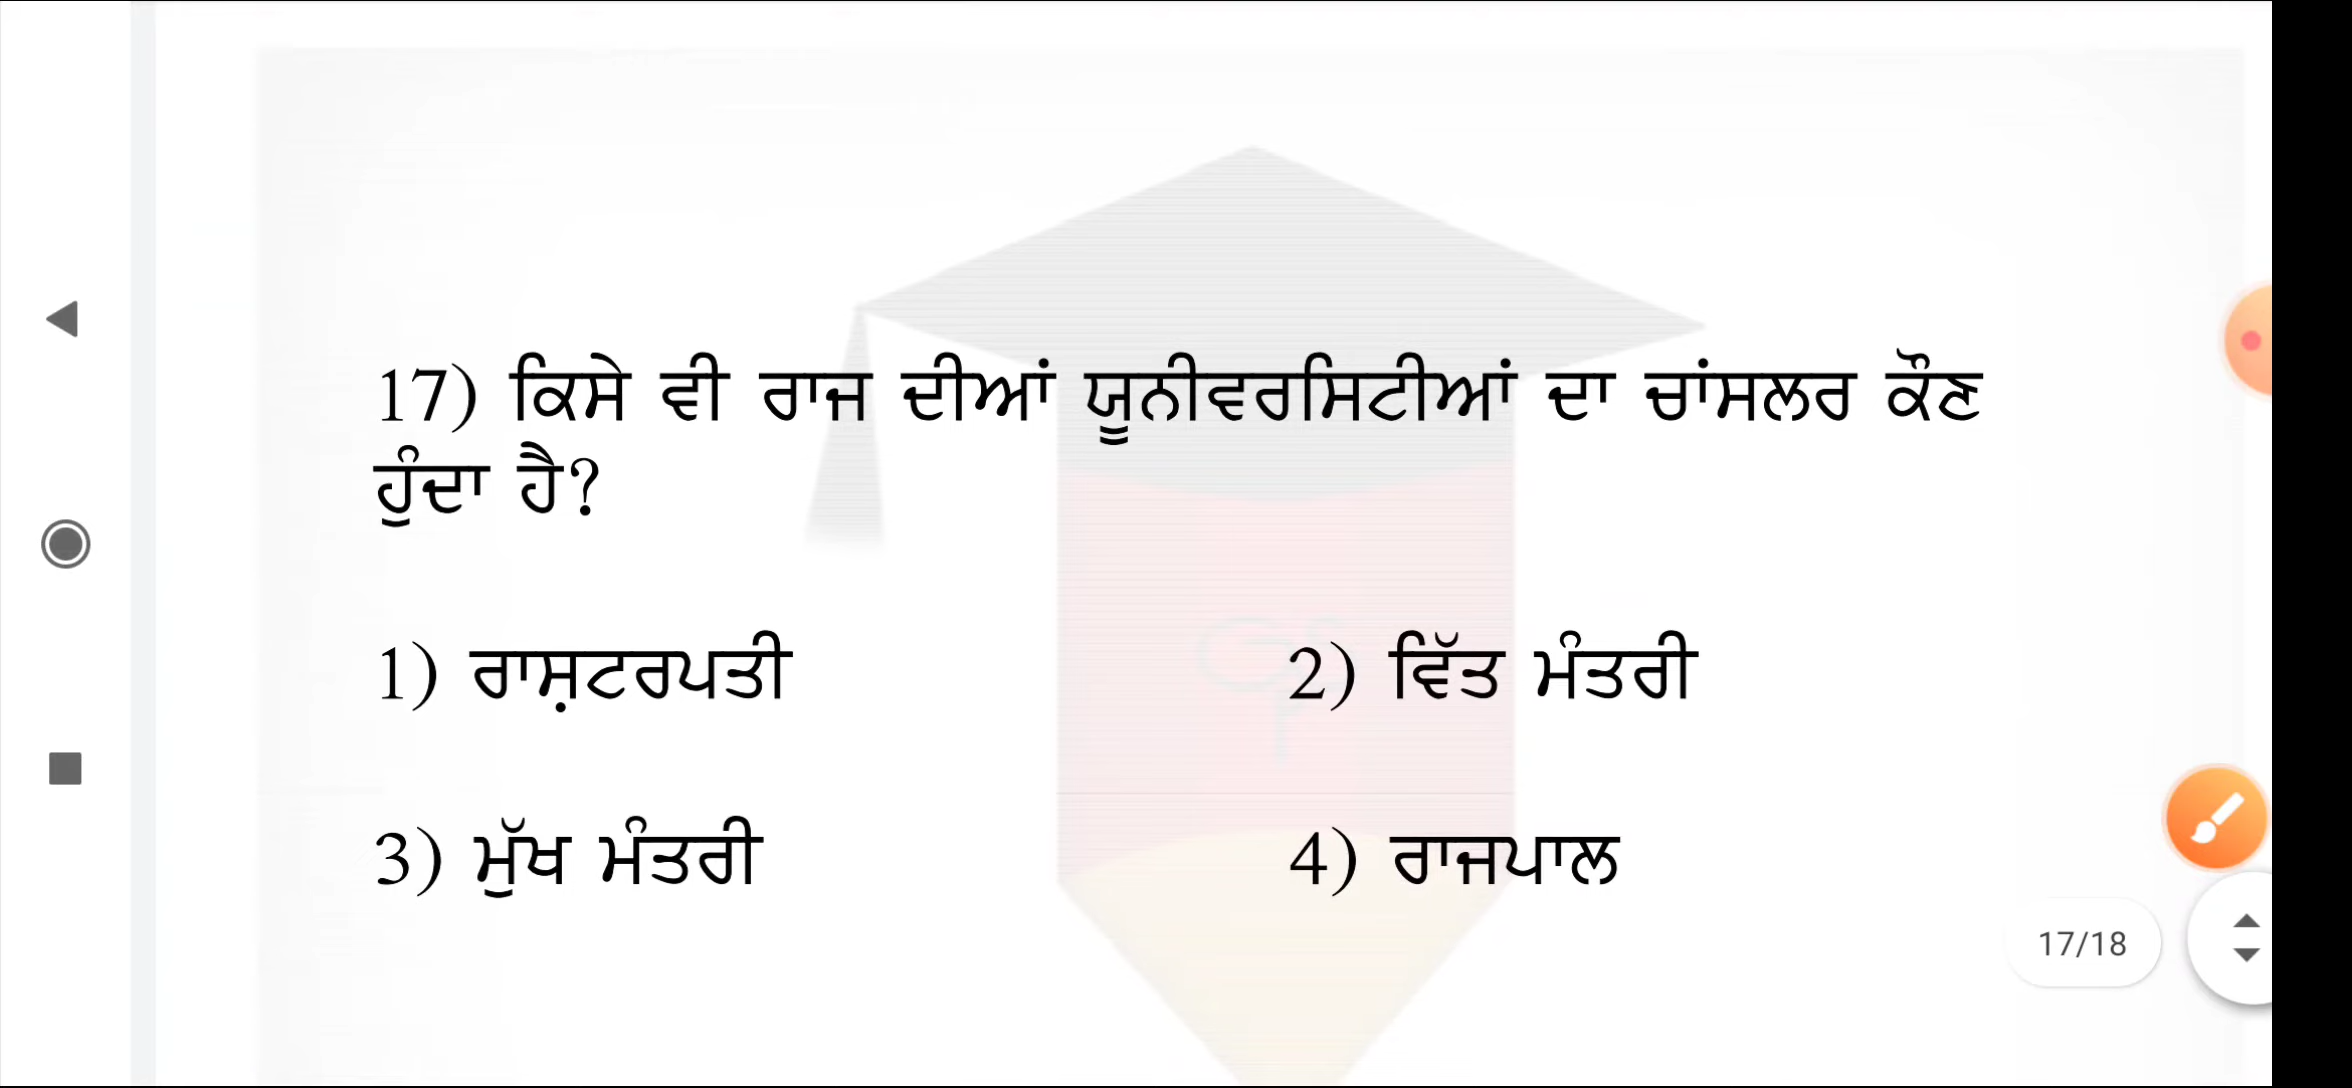 17) ਕਿਸੇ ਵੀ ਰਾਜ ਦੀਆਂ ਯੂਨੀਵਰਸਿਟੀਆਂ ਦਾ ਚਾਂਸਲਰ ਕੌਣ
ਹੁੰਦਾ ਹੈ?
1) ਰਾਸ਼ਟਰਪਤੀ 2) ਵਿੱਤ ਮੰਤਰੀ
3) ਮੁੱਖ ਮੰਤਰੀ 4) ਰਾਜਪਾਲ
17/18